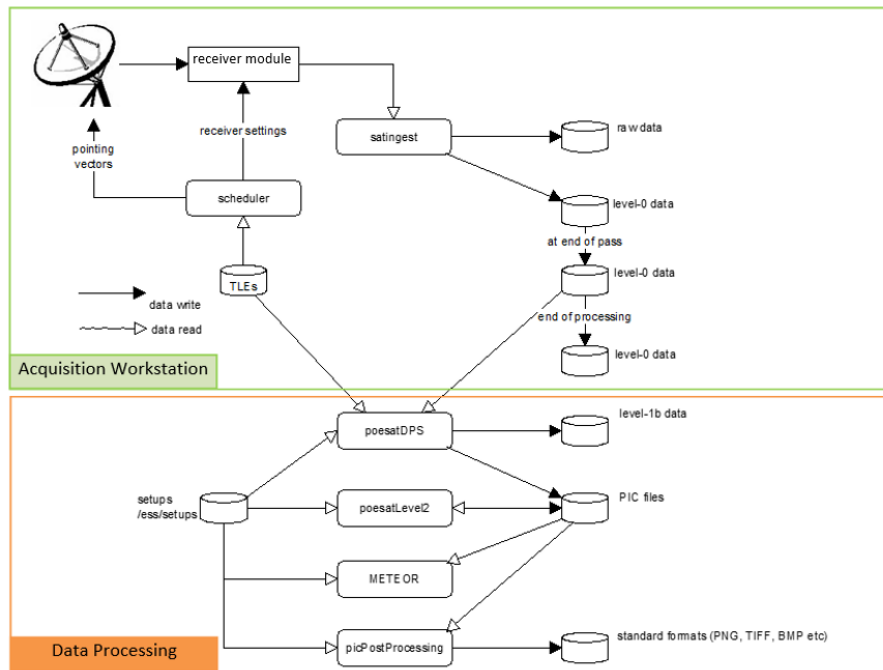 receiver module
receiver settings
pointing
vectors
satingest
raw data
scheduler
level-0 data
at end of pass
TLEs
level-0 data
data write
end of processing
data read
level-0 data
Acquisition Workstation
level-1b data
poesatDPS
setups
/ess/setups
poesatLevel2
PIC files
METEOR
picPostProcessing
standard formats (PNG, TIFF, BMP etc)
Data Processing